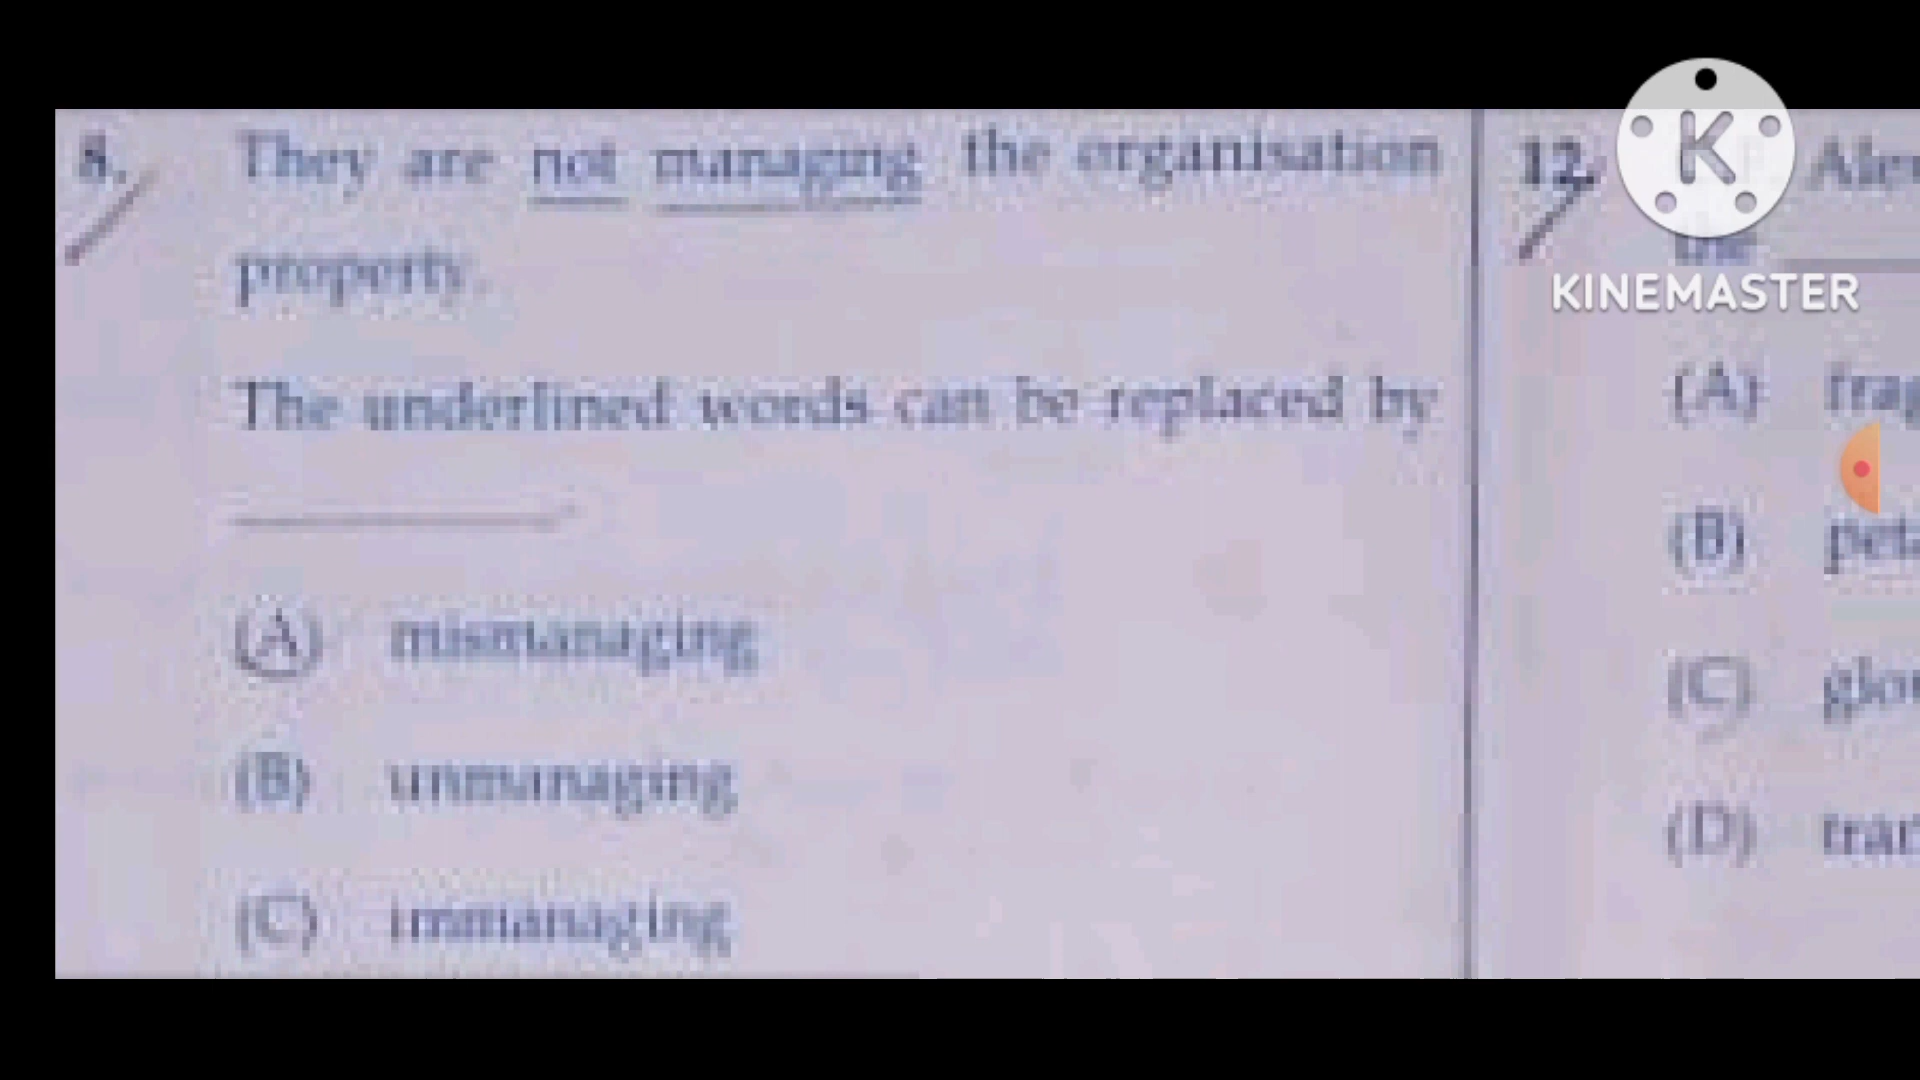 8. They are not managing the organisation
property.
The underlined words can be replaced by
(A) mismanaging
(B) unmanaging
(C) immanaging
12.
the
(A)
(B)
(C)
(D)
K
KINEMASTER